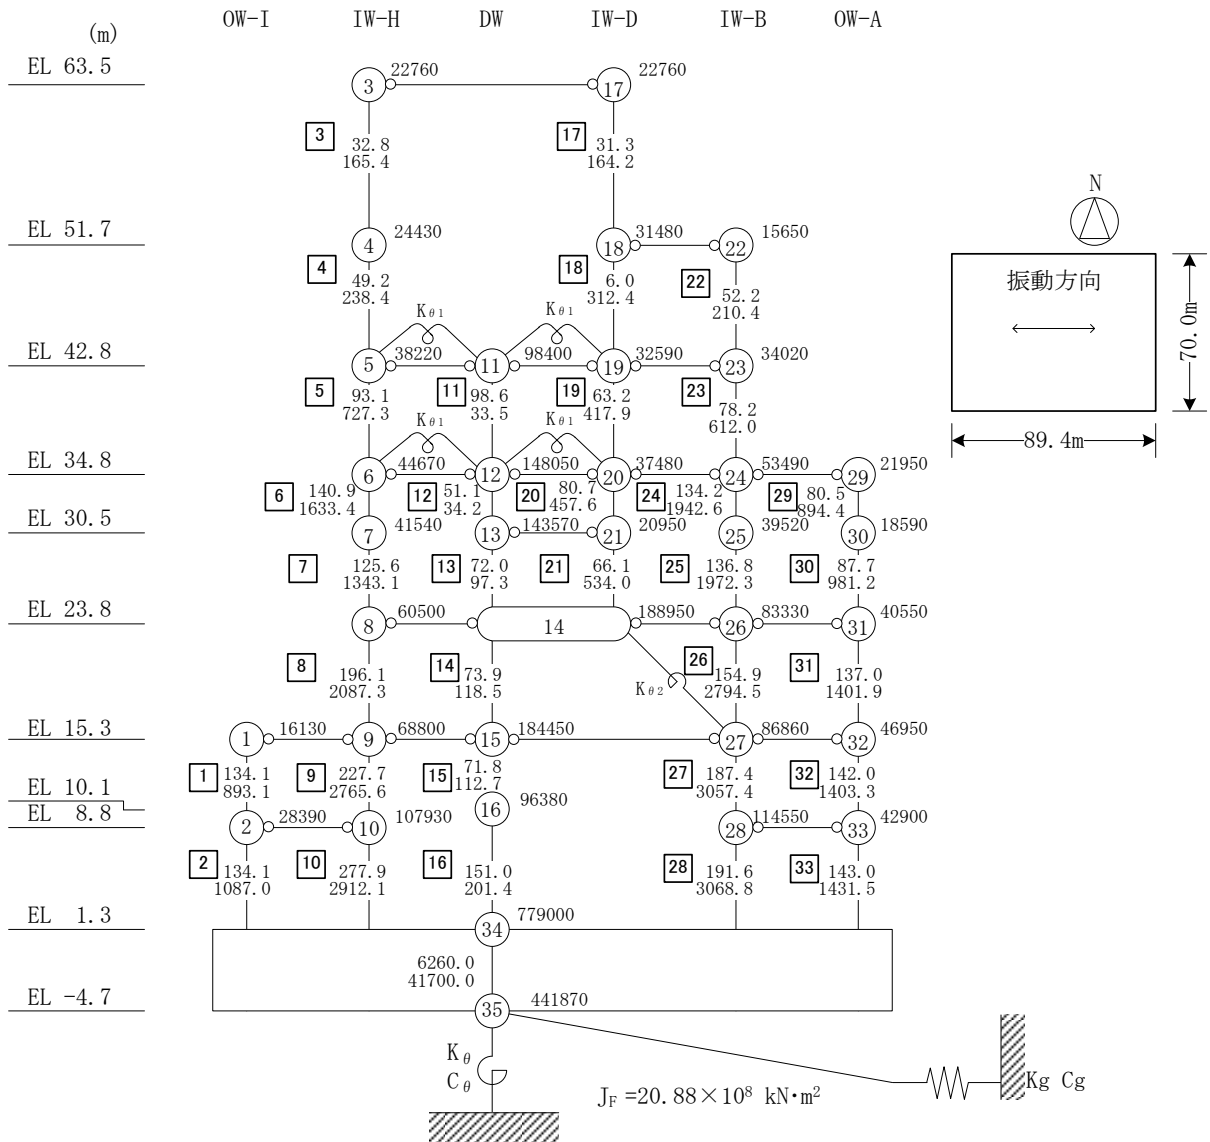 OW-I IW-H DW IW-D IW-B OW-A
(m)
EL 63.5
3 22760 17 22760
3 32.8 17 31.3
165.4 164.2
N
EL 51.7
4 24430 18 31480 22 15650
4 49.2 18 6.0 22 52.2
238.4 312.4 210.4
振動方向
70.0m
89.4m
Kθ1 Kθ1
EL 42.8
5 38220 11 98400 19 32590 23 34020
5 93.1 11 98.6 19 63.2 23 78.2
727.3 33.5 417.9 612.0
Kθ1 Kθ1
EL 34.8
6 44670 12 148050 20 37480 24 53490 29 21950
6 140.9 12 51.1 20 80.7 24 134.2 29 80.5
1633.4 34.2 457.6 1942.6 894.4
EL 30.5
7 41540 13 143570 21 20950 25 39520 30 18590
7 125.6 13 72.0 21 66.1 25 136.8 30 87.7
1343.1 97.3 534.0 1972.3 981.2
EL 23.8
8 60500 14 188950 26 83330 31 40550
8 196.1 14 73.9 26 154.9 31 137.0
2087.3 118.5 Kθ2 2794.5 1401.9
EL 15.3
1 16130 9 68800 15 184450 27 86860 32 46950
1 134.1 9 227.7 15 71.8 27 187.4 32 142.0
893.1 2765.6 112.7 3057.4 1403.3
EL 10.1
16 96380
EL 8.8
2 28390 10 107930 28 114550 33 42900
2 134.1 10 277.9 16 151.0 28 191.6 33 143.0
1087.0 2912.1 201.4 3068.8 1431.5
EL 1.3
34 779000
6260.0
41700.0
EL -4.7
35 441870
Kθ
Cθ
JF =20.88×10⁸ kN·m²
Kg Cg